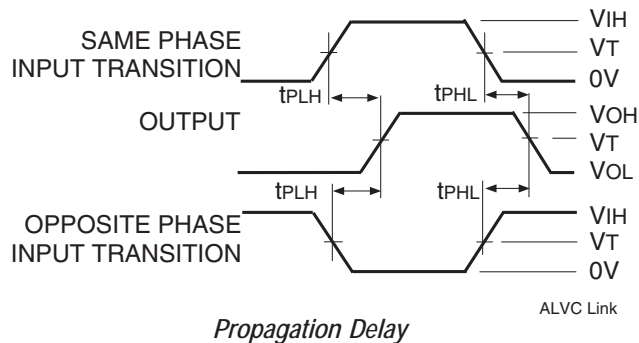 SAME PHASE
INPUT TRANSITION
VIH
VT
0V
tPLH
tPHL
OUTPUT
VOH
VT
VOL
tPLH
tPHL
OPPOSITE PHASE
INPUT TRANSITION
VIH
VT
0V
ALVC Link
Propagation Delay